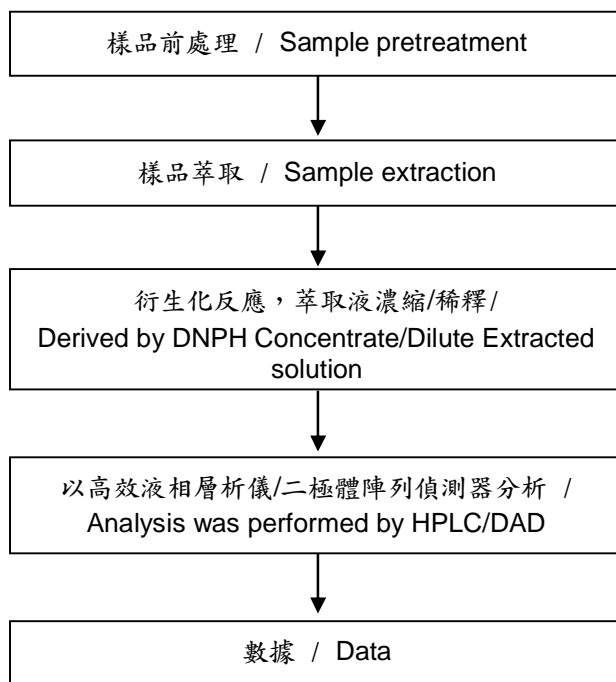 樣品前處理 / Sample pretreatment
樣品萃取 / Sample extraction
衍生化反應，萃取液濃縮/稀釋/
Derived by DNPH Concentrate/Dilute Extracted
solution
以高效液相層析儀/二極體陣列偵測器分析 /
Analysis was performed by HPLC/DAD
數據 / Data